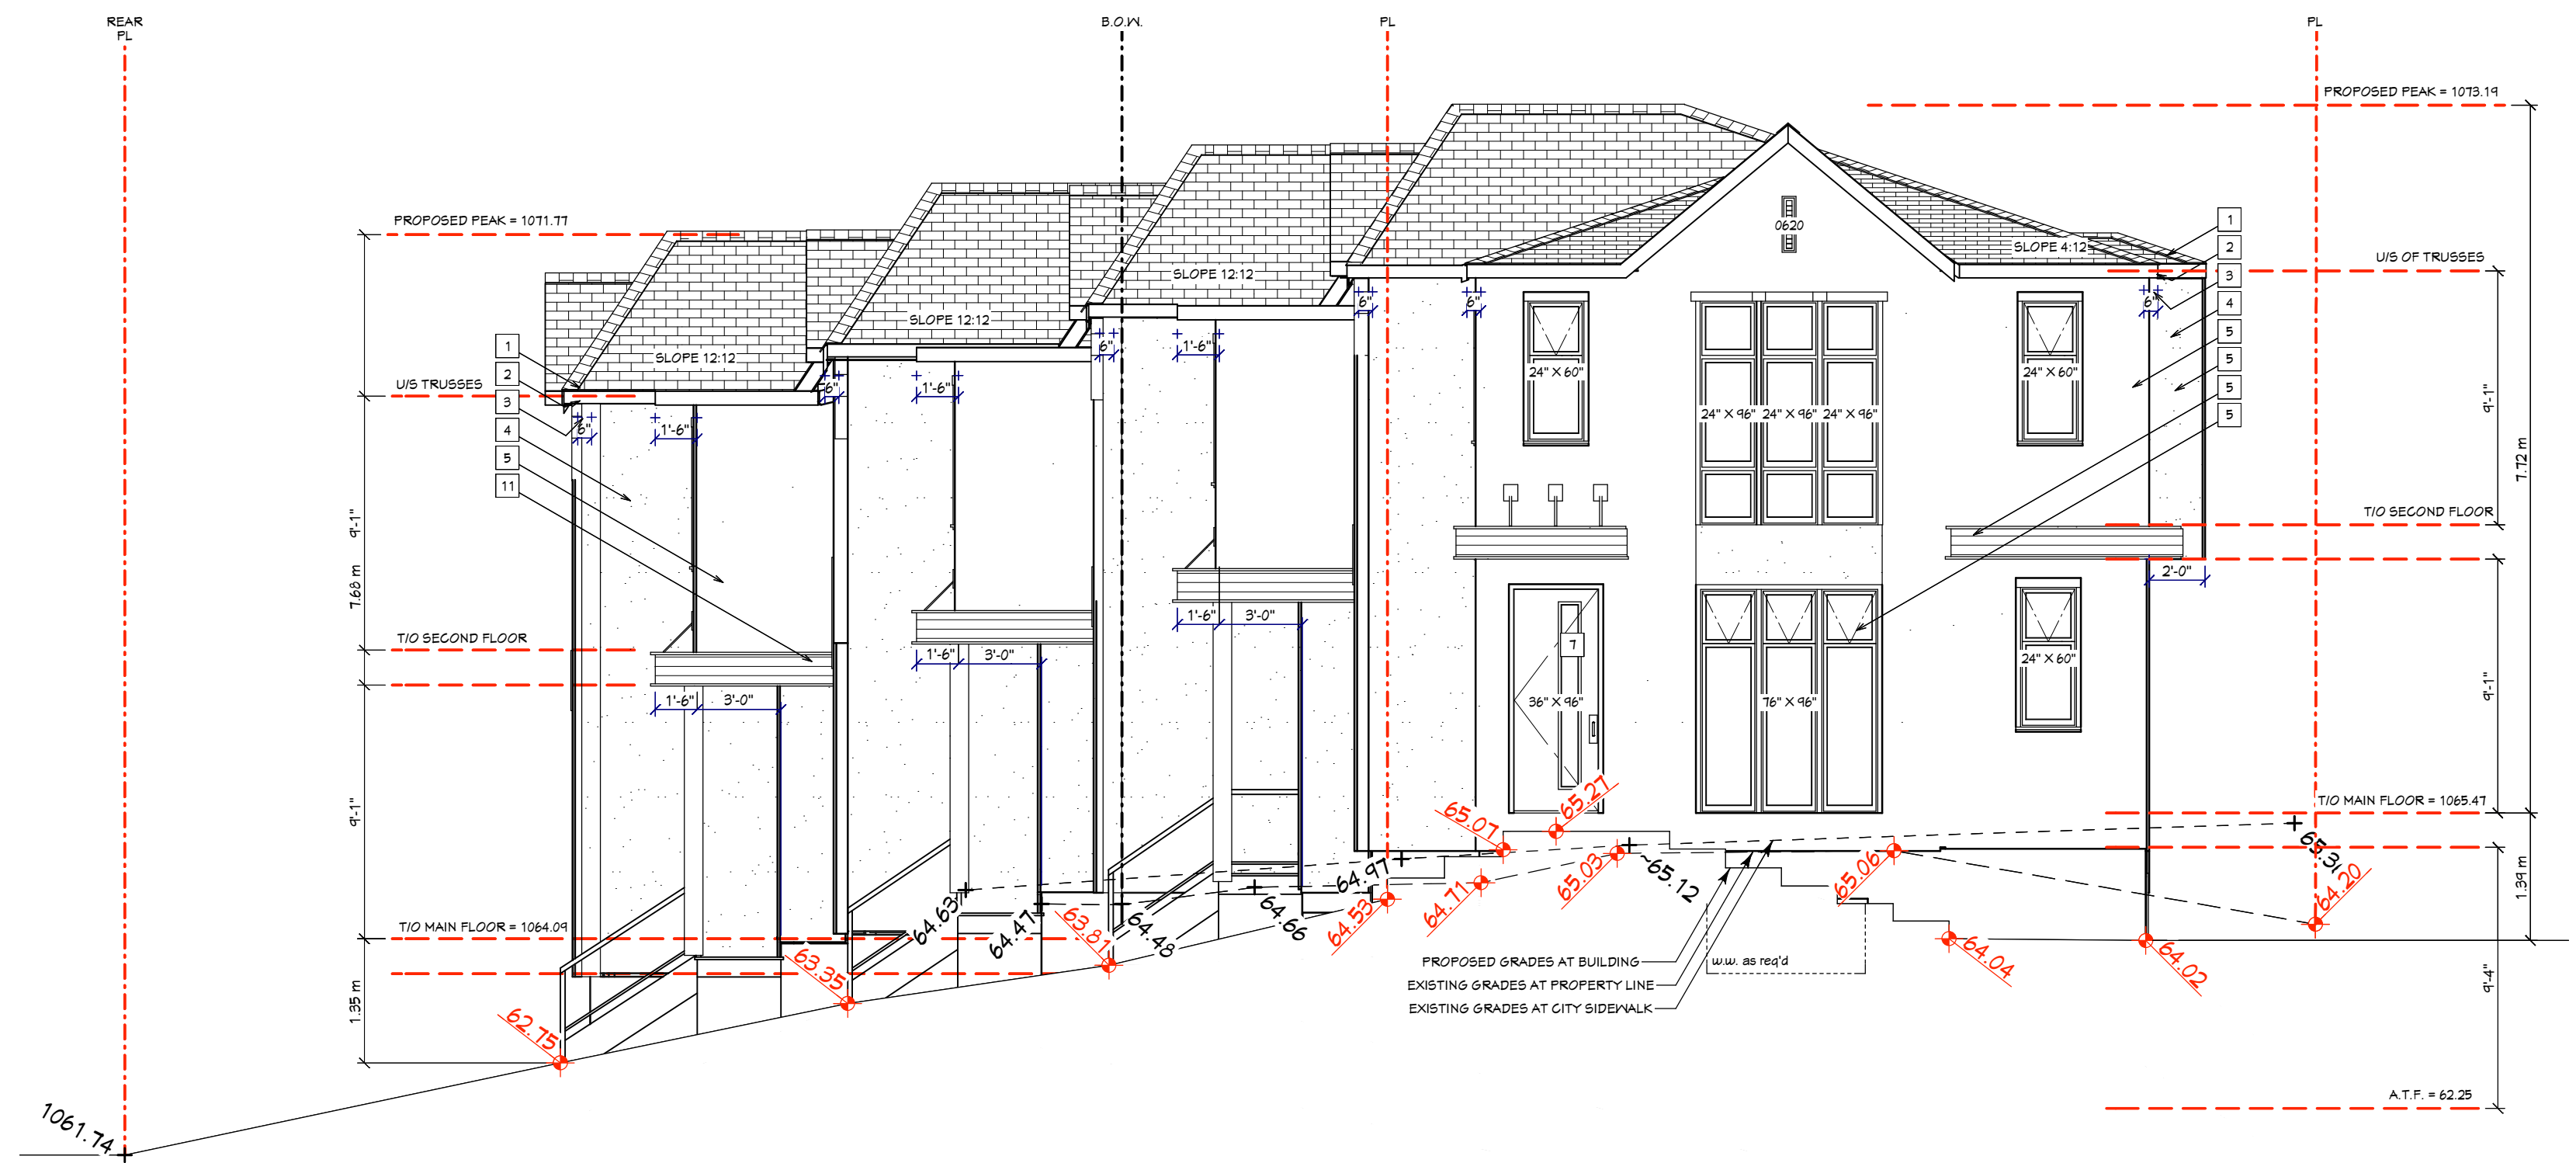 REAR
PL
B.O.W.
PL
PL
PROPOSED PEAK = 1073.19
PROPOSED PEAK = 1071.77
0620
SLOPE 4:12
1
2
3
4
5
5
5
5
U/S OF TRUSSES
SLOPE 12:12
SLOPE 12:12
SLOPE 12:12
U/S TRUSSES
1
2
3
4
5
11
6"
1'-6"
6"
1'-6"
6"
1'-6"
6"
6"
6"
24" X 60"
24" X 60"
24" X 96"
24" X 96"
24" X 96"
9'-1"
7.72 m
T/O SECOND FLOOR
9'-1"
7.68 m
T/O SECOND FLOOR
2'-0"
1'-6"
3'-0"
1'-6"
3'-0"
1'-6"
3'-0"
7
24" X 60"
36" X 96"
76" X 96"
9'-1"
9'-1"
T/O MAIN FLOOR = 1065.47
65.27
65.07
65.03
~65.12
65.06
64.20
1.39 m
64.97
64.71
64.53
64.66
64.48
63.81
64.47
64.63
T/O MAIN FLOOR = 1064.09
63.35
62.75
1.35 m
PROPOSED GRADES AT BUILDING
EXISTING GRADES AT PROPERTY LINE
EXISTING GRADES AT CITY SIDEWALK
w.w. as req'd
64.04
64.02
9'-4"
A.T.F. = 62.25
1061.74